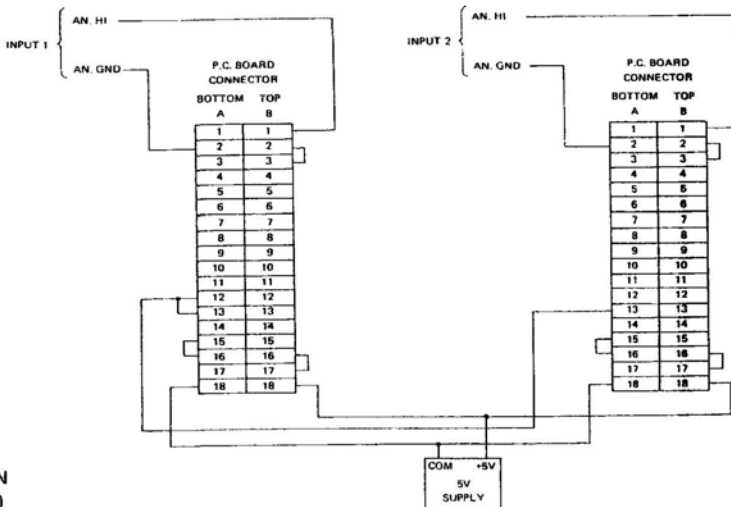 INPUT 1
AN. HI
AN. GND
P.C. BOARD
CONNECTOR
BOTTOM TOP
A B
1 1
2 2
3 3
4 4
5 5
6 6
7 7
8 8
9 9
10 10
11 11
12 12
13 13
14 14
15 15
16 16
17 17
18 18
INPUT 2
AN. HI
AN. GND
P.C. BOARD
CONNECTOR
BOTTOM TOP
A B
1 1
2 2
3 3
4 4
5 5
6 6
7 7
8 8
9 9
10 10
11 11
12 12
13 13
14 14
15 15
16 16
17 17
18 18
COM +5V
5V
SUPPLY
N
)